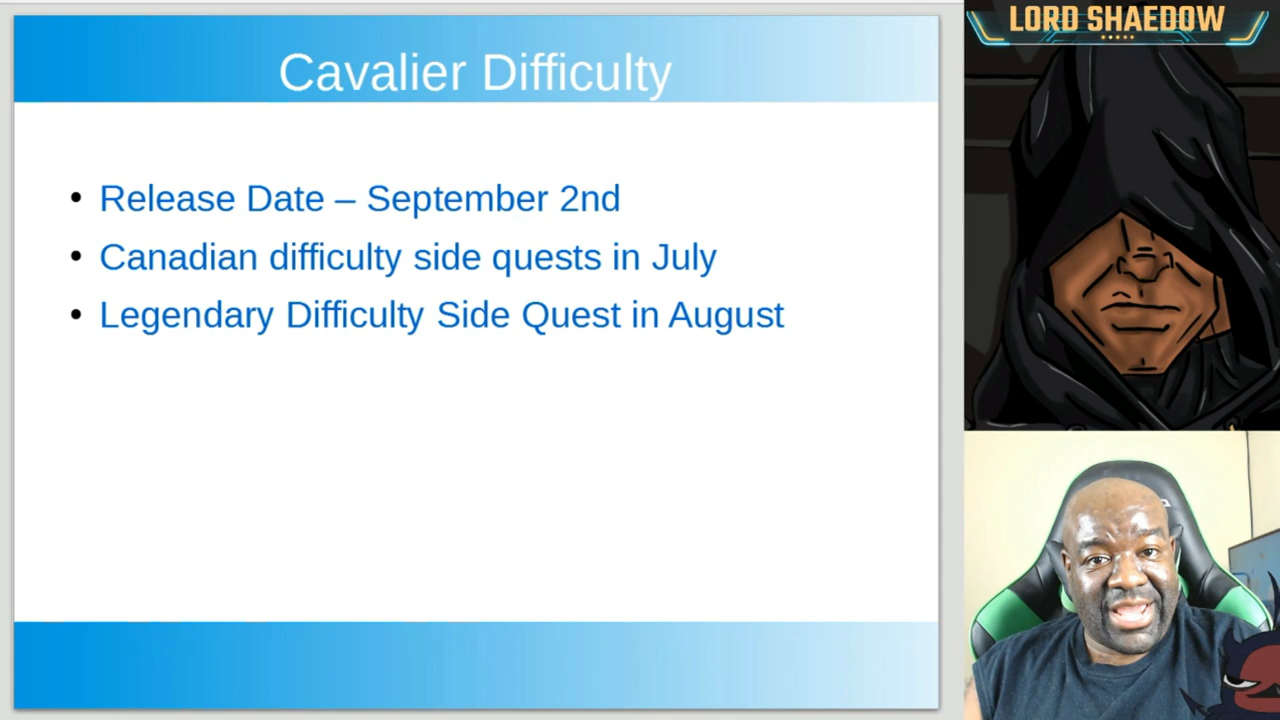 Cavalier Difficulty
Release Date – September 2nd
Canadian difficulty side quests in July
Legendary Difficulty Side Quest in August
LORD SHAEDOW